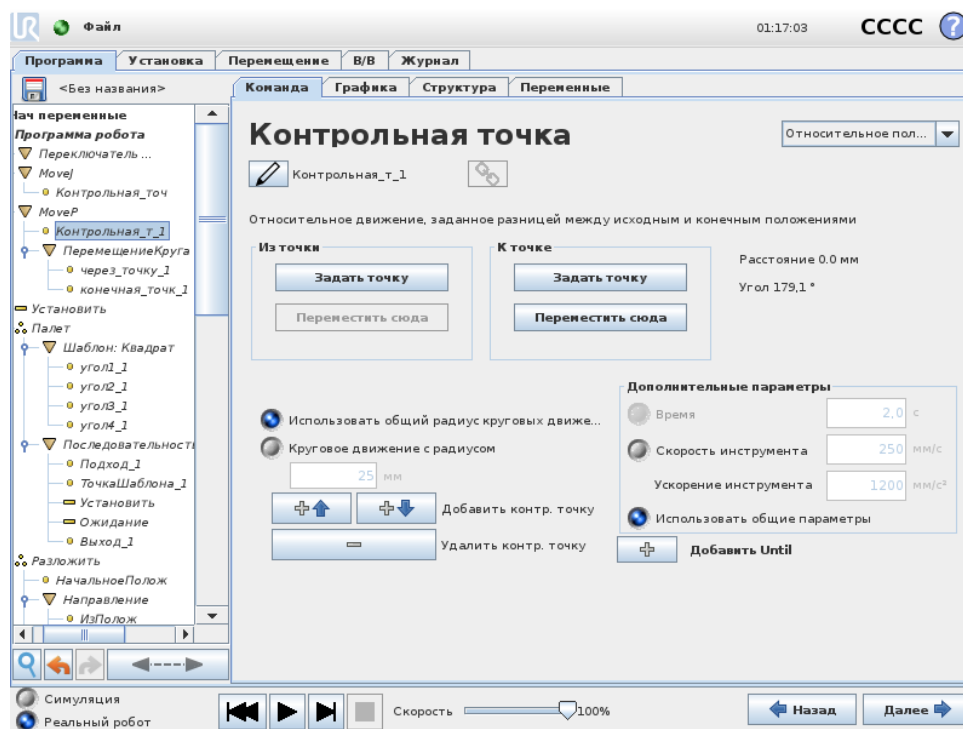 UR Файл 01:17:03 CCCC ?
Программа Установка Перемещение В/В Журнал
<Без названия>
Команда Графика Структура Переменные
Нач переменные
Программа робота
Переключатель ...
MoveJ
Контрольная_точ
MoveP
Контрольная_т_1
ПеремещениеКруга
через_точку_1
конечная_точк_1
Установить
Палет
Шаблон: Квадрат
угол1_1
угол2_1
угол3_1
угол4_1
Последовательность
Подход_1
ТочкаШаблона_1
Установить
Ожидание
Выход_1
Разложить
НачальноеПолож
Направление
ИзПолож
Контрольная точка
Относительное пол...
Контрольная_т_1
Относительное движение, заданное разницей между исходным и конечным положениями
Из точки
Задать точку
Переместить сюда
К точке
Задать точку
Переместить сюда
Расстояние 0.0 мм
Угол 179,1 °
Использовать общий радиус круговых движе...
Круговое движение с радиусом
25 мм
Добавить контр. точку
Удалить контр. точку
Дополнительные параметры
Время 2,0 с
Скорость инструмента 250 мм/с
Ускорение инструмента 1200 мм/с²
Использовать общие параметры
Добавить Until
Симуляция
Реальный робот
Скорость 100%
Назад
Далее